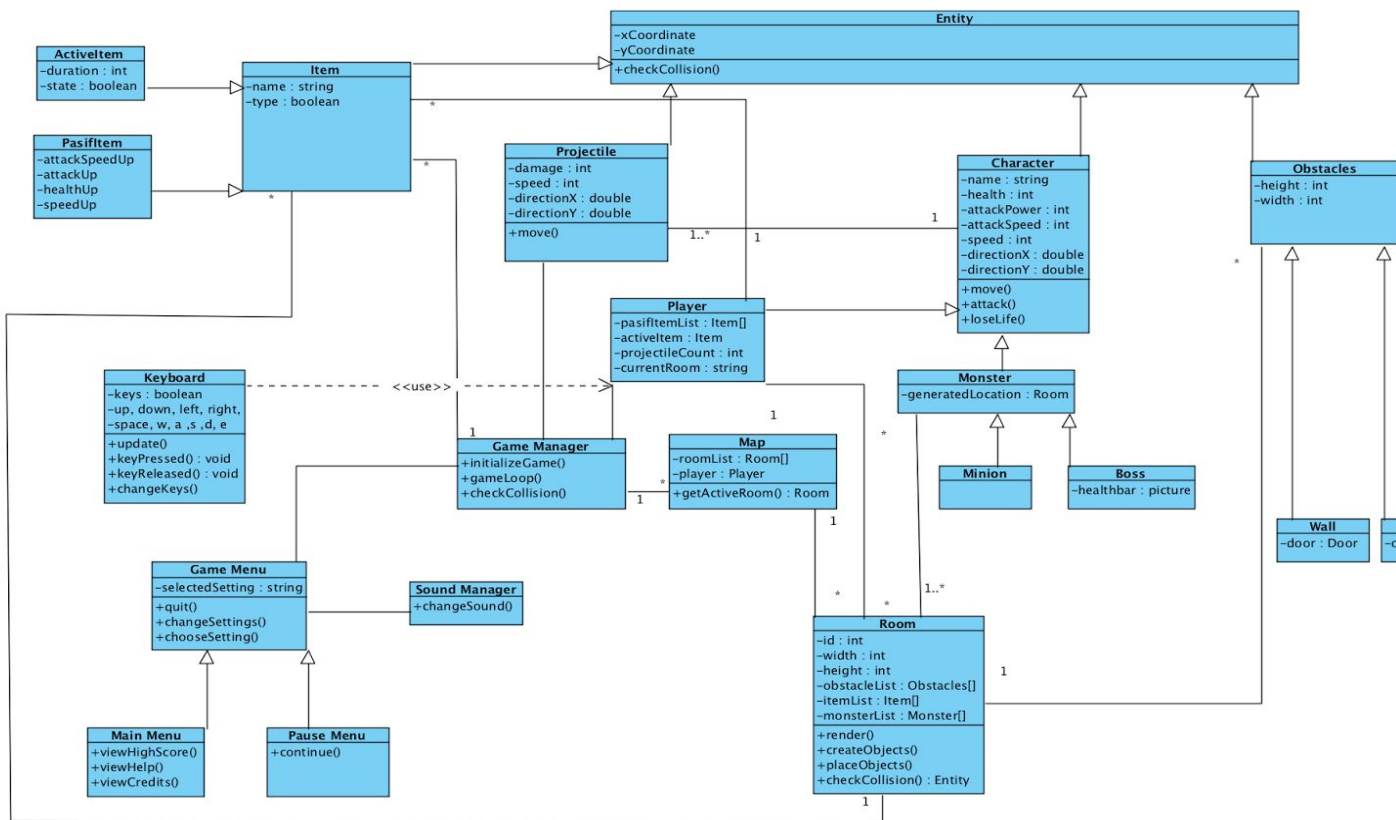 Entity
-xCoordinate
-yCoordinate
+checkCollision()
ActiveItem
-duration : int
-state : boolean
Item
-name : string
-type : boolean
*
*
*
PasifItem
-attackSpeedUp
-attackUp
-healthUp
-speedUp
Projectile
-damage : int
-speed : int
-directionX : double
-directionY : double
+move()
1..*
1
1
Character
-name : string
-health : int
-attackPower : int
-attackSpeed : int
-speed : int
-directionX : double
-directionY : double
+move()
+attack()
+loseLife()
Obstacles
-height : int
-width : int
*
Player
-pasifItemList : Item[]
-activeItem : Item
-projectileCount : int
-currentRoom : string
1
*
Keyboard
-keys : boolean
-up, down, left, right,
-space, w, a ,s ,d, e
+update()
+keyPressed() : void
+keyReleased() : void
+changeKeys()
<<use>>
Monster
-generatedLocation : Room
Minion
Boss
-healthbar : picture
1
Game Manager
+initializeGame()
+gameLoop()
+checkCollision()
1
*
Map
-roomList : Room[]
-player : Player
+getActiveRoom() : Room
1
Wall
-door : Door
Game Menu
-selectedSetting : string
+quit()
+changeSettings()
+chooseSetting()
Sound Manager
+changeSound()
*
*
1..*
Room
-id : int
-width : int
-height : int
-obstacleList : Obstacles[]
-itemList : Item[]
-monsterList : Monster[]
+render()
+createObjects()
+placeObjects()
+checkCollision() : Entity
1
1
Main Menu
+viewHighScore()
+viewHelp()
+viewCredits()
Pause Menu
+continue()